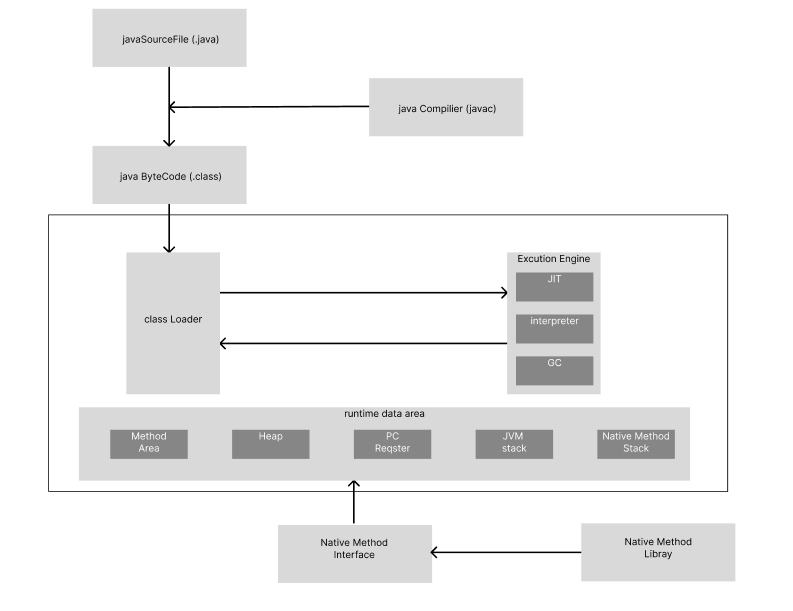 javaSourceFile (.java)
java Compilier (javac)
java ByteCode (.class)
class Loader
Excution Engine
JIT
interpreter
GC
runtime data area
Method
Area
Heap
PC
Reqster
JVM
stack
Native Method
Stack
Native Method
Interface
Native Method
Libray